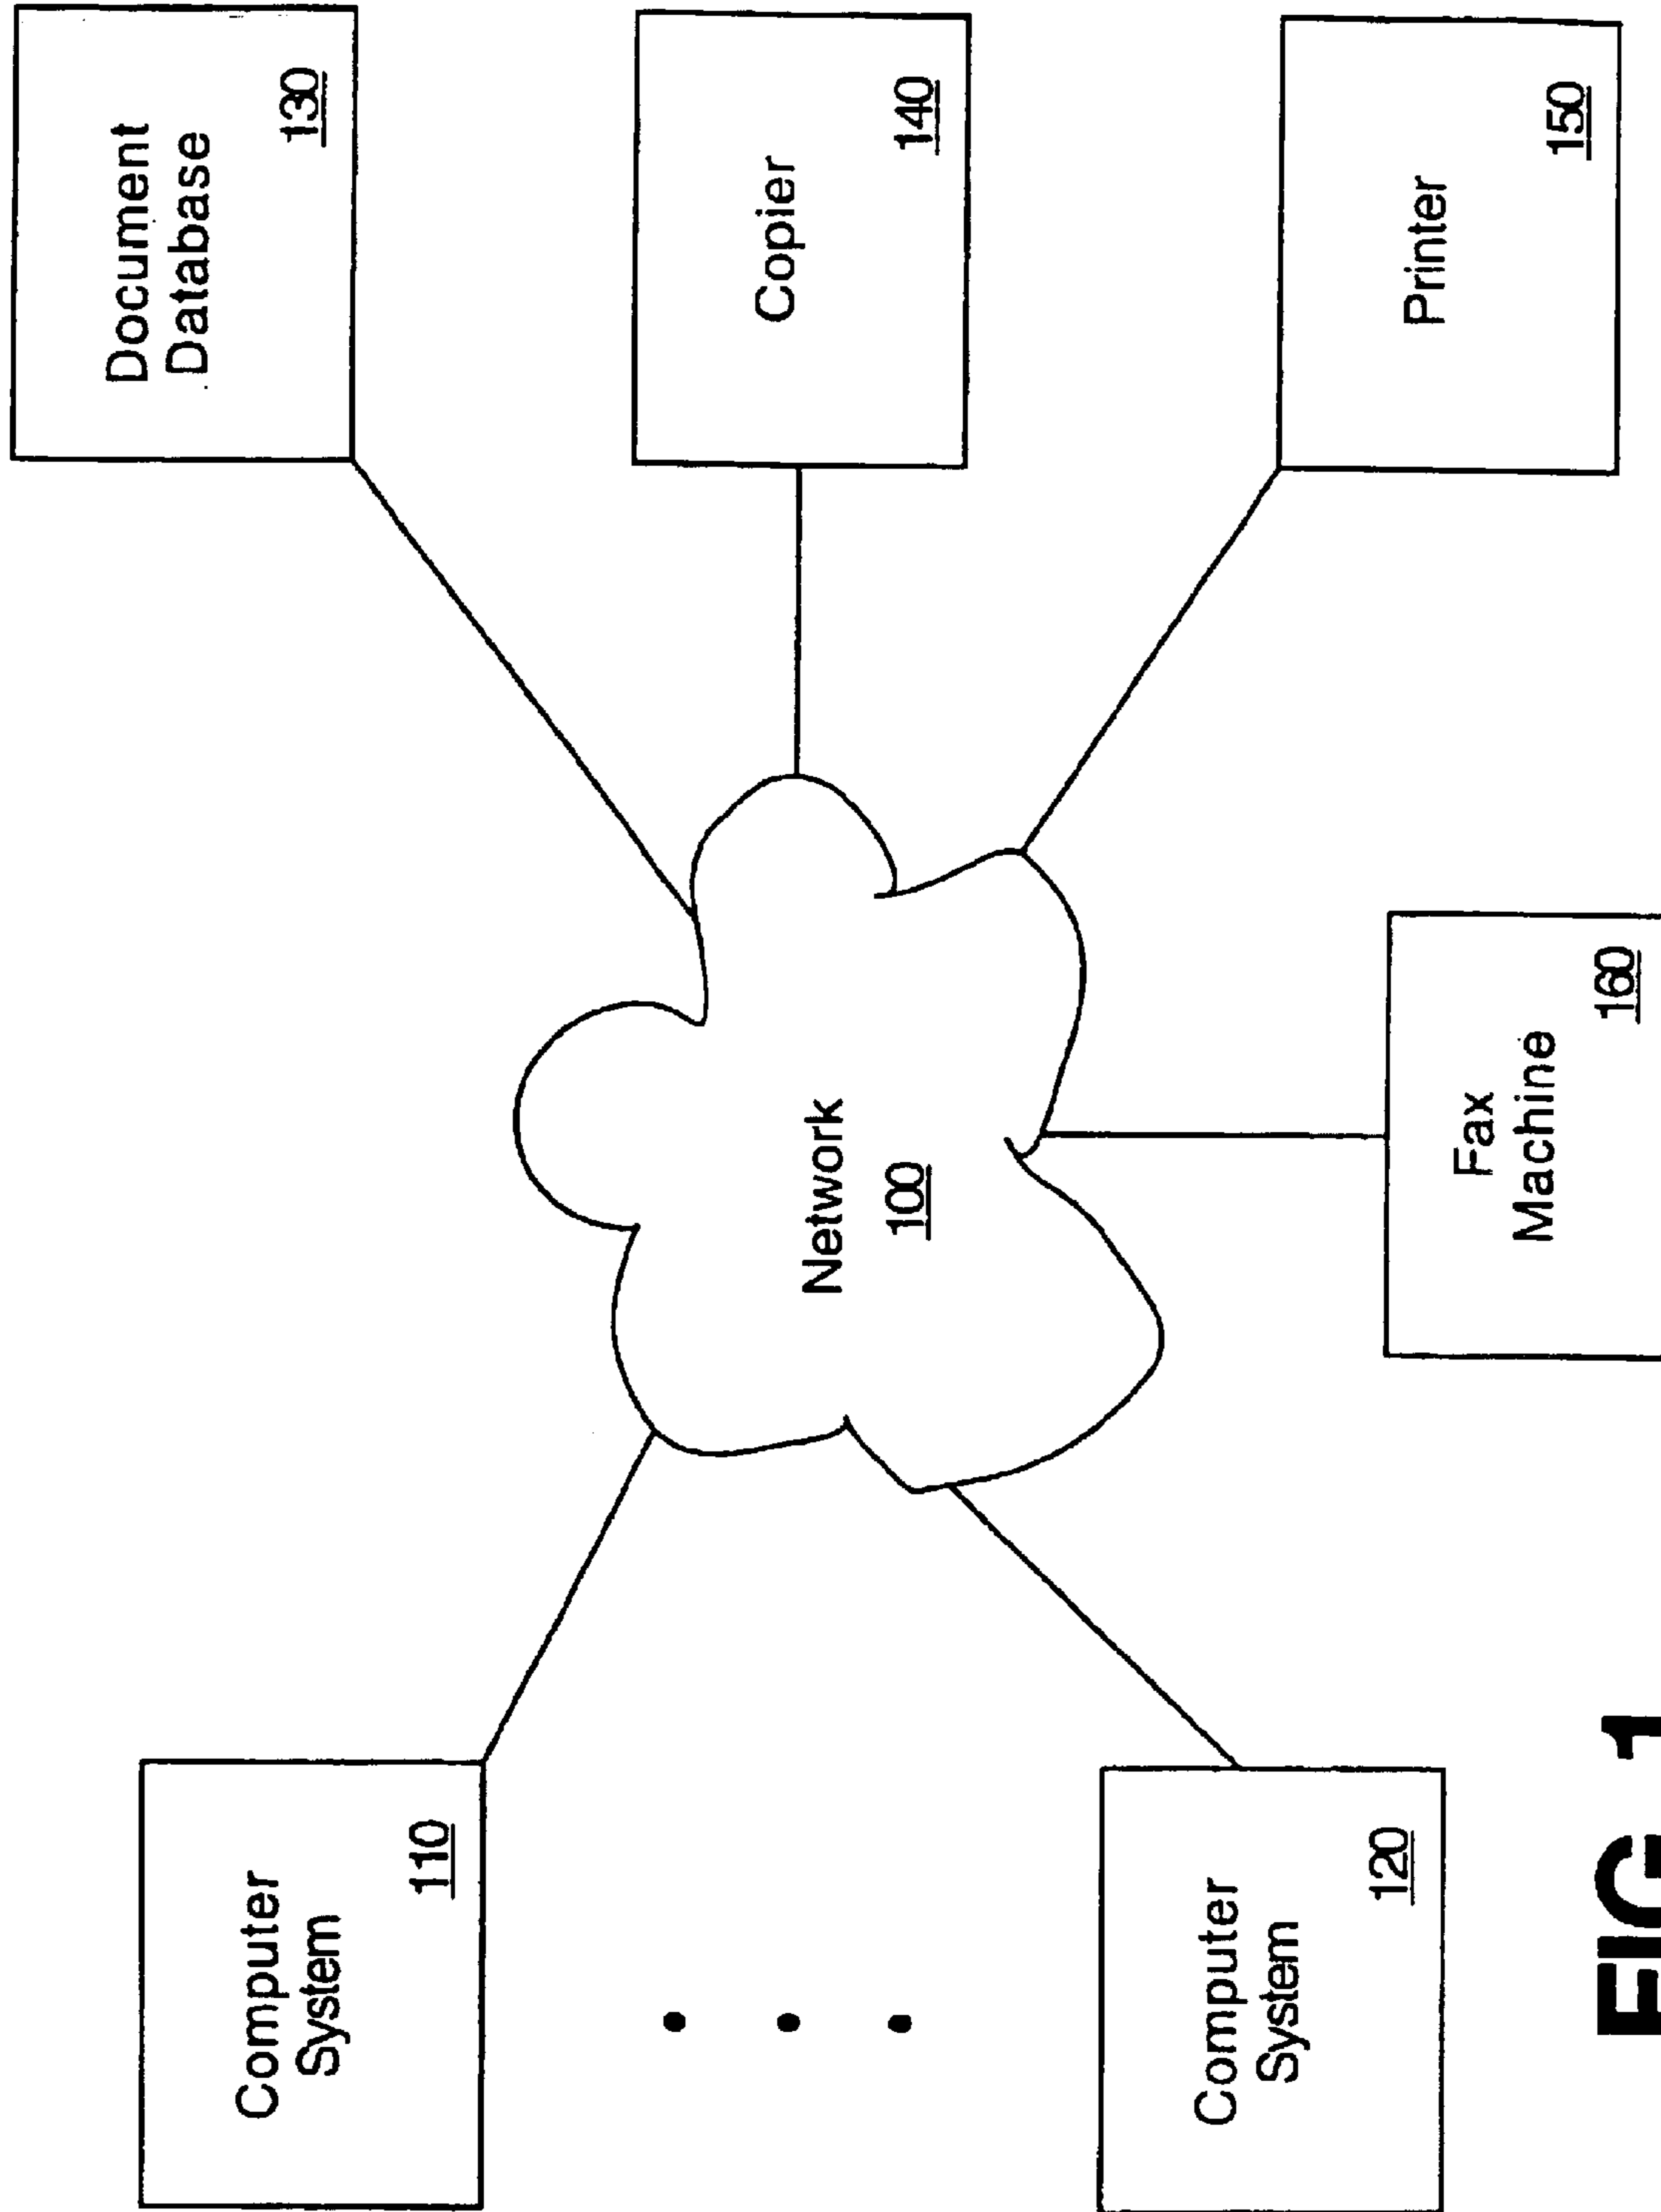 Document
Database
130
Computer
System
110
Copier
140
Network
100
Computer
System
120
Printer
150
Fax
Machine
160
FIG 1